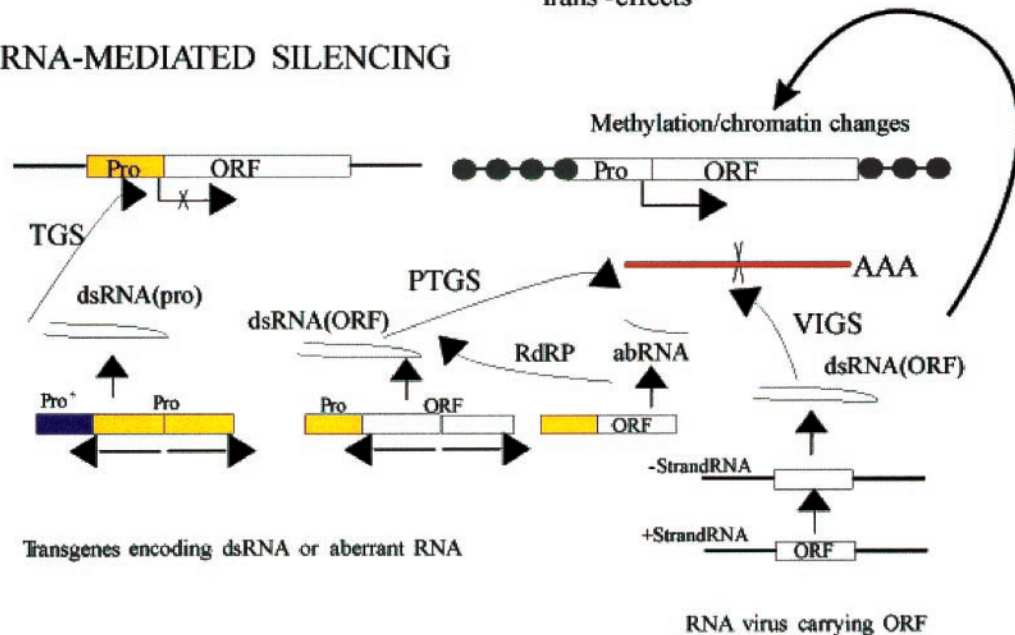 Trans -effects
RNA-MEDIATED SILENCING
Methylation/chromatin changes
Pro ORF
Pro ORF
TGS
PTGS
AAA
dsRNA(pro)
dsRNA(ORF)
VIGS
RdRP
abRNA
dsRNA(ORF)
Pro+
Pro
Pro
ORF
ORF
-StrandRNA
+StrandRNA
ORF
Transgenes encoding dsRNA or aberrant RNA
RNA virus carrying ORF